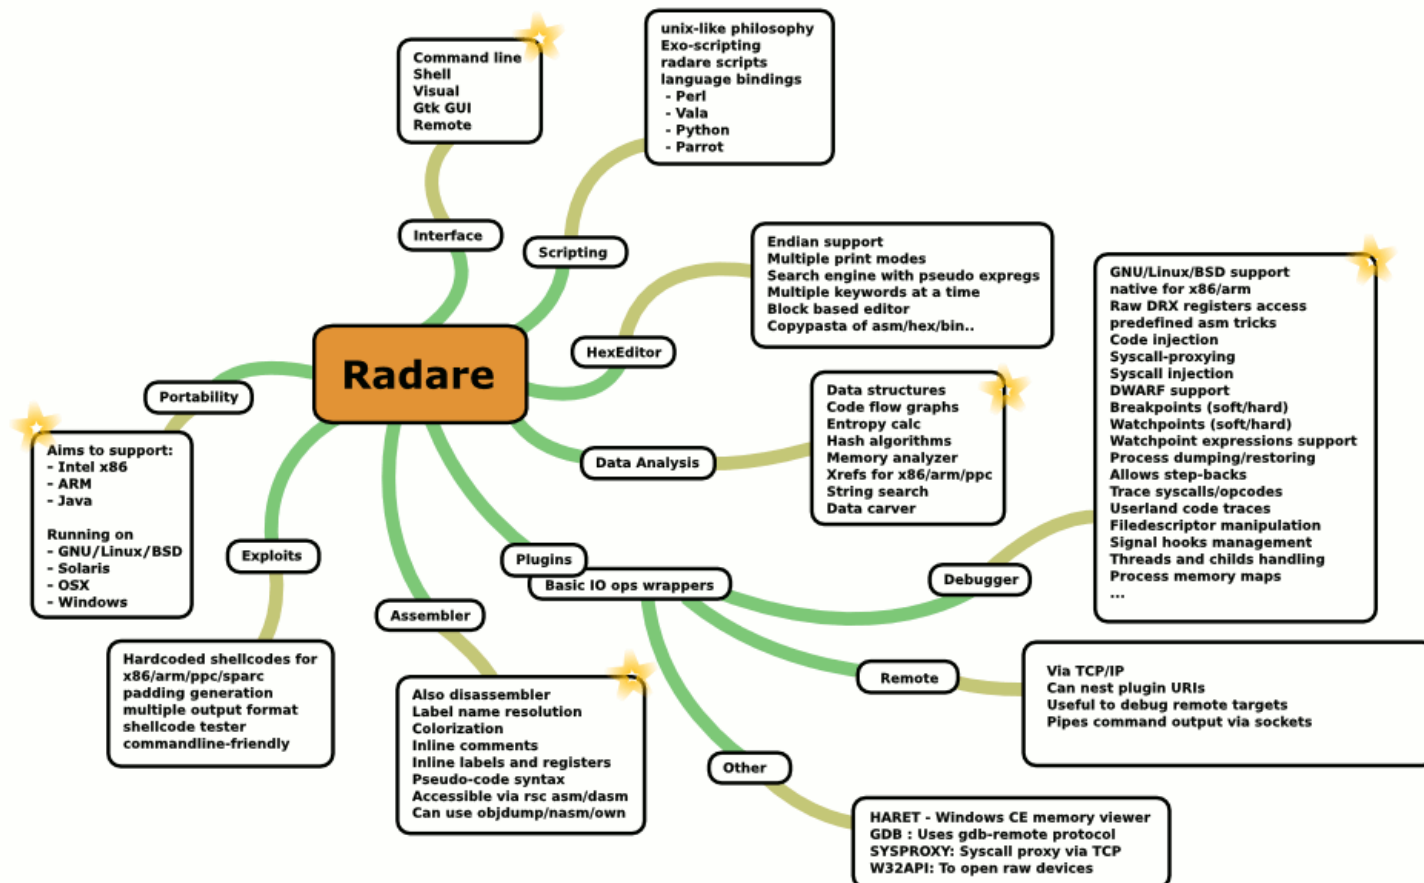 Command line
Shell
Visual
Gtk GUI
Remote
unix-like philosophy
Exo-scripting
radare scripts
language bindings
- Perl
- Vala
- Python
- Parrot
Interface
Scripting
Endian support
Multiple print modes
Search engine with pseudo expregs
Multiple keywords at a time
Block based editor
Copypasta of asm/hex/bin..
HexEditor
Radare
Portability
Aims to support:
- Intel x86
- ARM
- Java
Running on
- GNU/Linux/BSD
- Solaris
- OSX
- Windows
Data Analysis
Data structures
Code flow graphs
Entropy calc
Hash algorithms
Memory analyzer
Xrefs for x86/arm/ppc
String search
Data carver
GNU/Linux/BSD support
native for x86/arm
Raw DRX registers access
predefined asm tricks
Code injection
Syscall-proxying
Syscall injection
DWARF support
Breakpoints (soft/hard)
Watchpoints (soft/hard)
Watchpoint expressions support
Process dumping/restoring
Allows step-backs
Trace syscalls/opcodes
Userland code traces
Filedescriptor manipulation
Signal hooks management
Threads and childs handling
Process memory maps
...
Exploits
Plugins
Basic IO ops wrappers
Debugger
Assembler
Hardcoded shellcodes for
x86/arm/ppc/sparc
padding generation
multiple output format
shellcode tester
commandline-friendly
Also disassembler
Label name resolution
Colorization
Inline comments
Inline labels and registers
Pseudo-code syntax
Accessible via rsc asm/dasm
Can use objdump/nasm/own
Remote
Via TCP/IP
Can nest plugin URIs
Useful to debug remote targets
Pipes command output via sockets
Other
HARET - Windows CE memory viewer
GDB : Uses gdb-remote protocol
SYSPROXY: Syscall proxy via TCP
W32API: To open raw devices